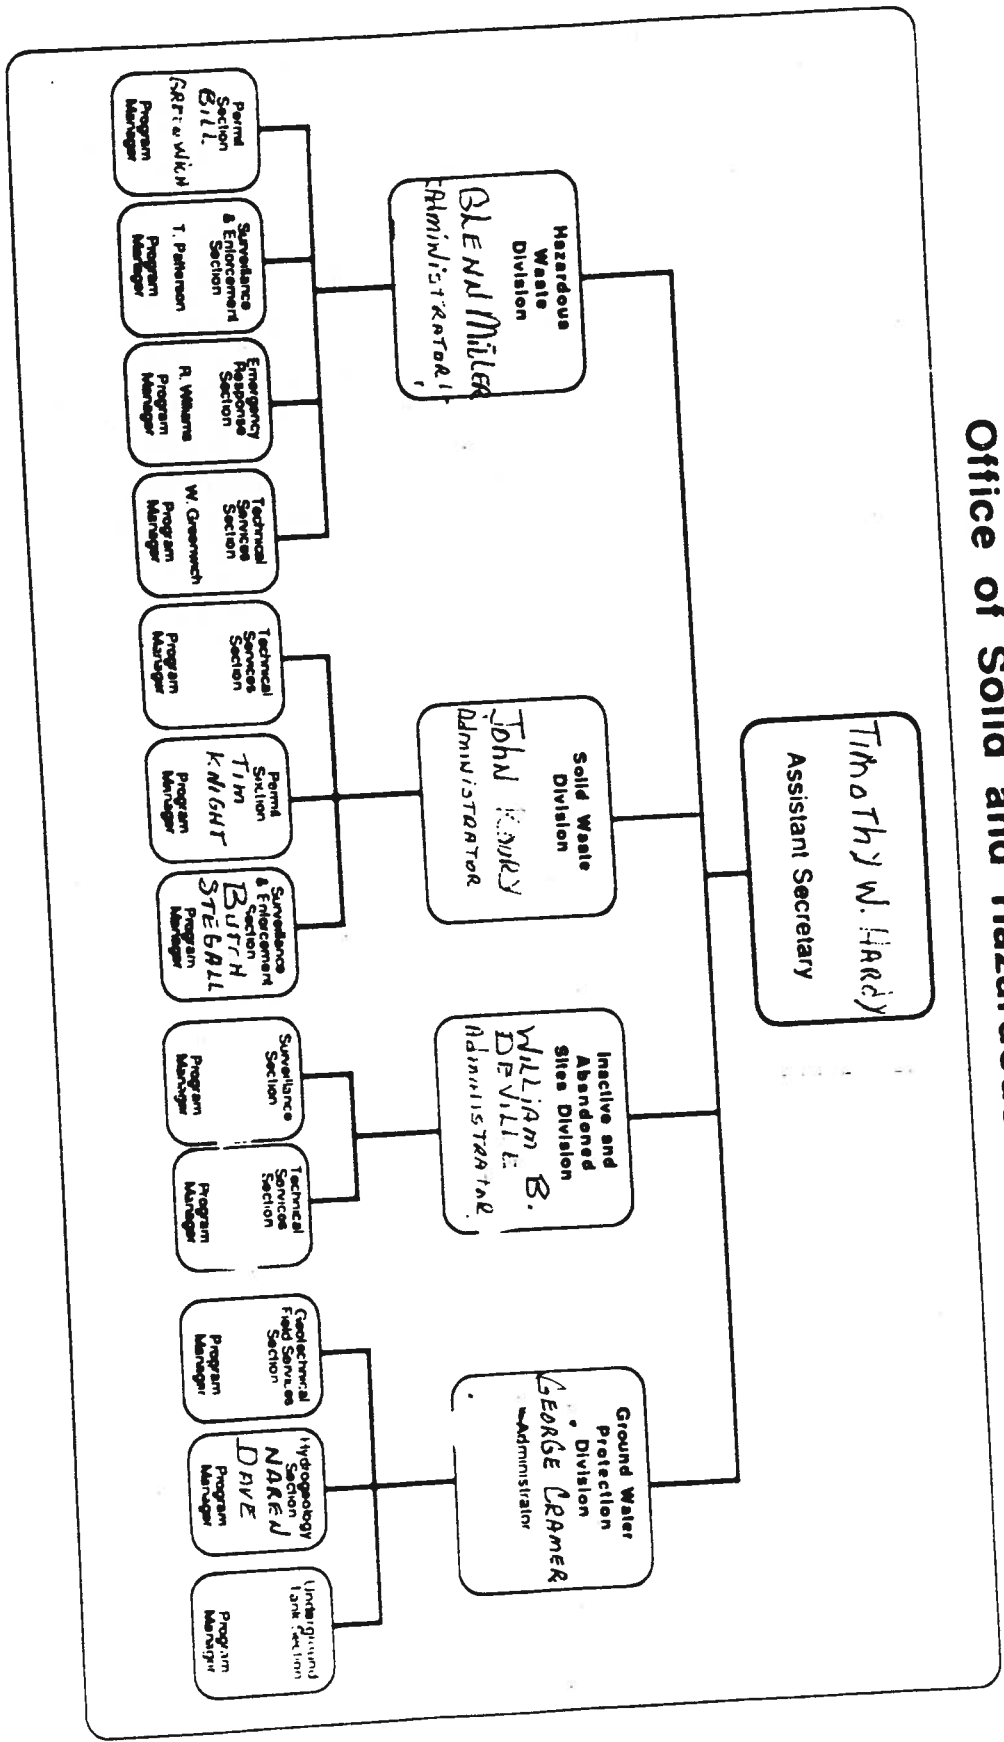 Office of Solid and Hazardous
Timothy W. Hardy
Assistant Secretary
Hazardous
Waste
Division
GLENN MILLER
Administrator
Solid Waste
Division
John Koury
Administrator
Inactive and
Abandoned
Sites Division
WILLIAM B.
DEVILLE
Administrator
Ground Water
Protection
Division
GEORGE CRAMER
Administrator
Permit
Section
BILL
GREENWICH
Program
Manager
Surveillance
& Enforcement
Section
T. Patterson
Program
Manager
Emergency
Response
Section
R. Williams
Program
Manager
Technical
Services
Section
W. Greenwich
Program
Manager
Technical
Services
Section
Program
Manager
Permit
Section
TIM
KNIGHT
Program
Manager
Surveillance
& Enforcement
Section
BUTCH
STEGALL
Program
Manager
Surveillance
Section
Program
Manager
Technical
Services
Section
Program
Manager
Geotechnical
Field Services
Section
Program
Manager
Hydrogeology
Section
NAREN
DAVE
Program
Manager
Underground
Tank Section
Program
Manager